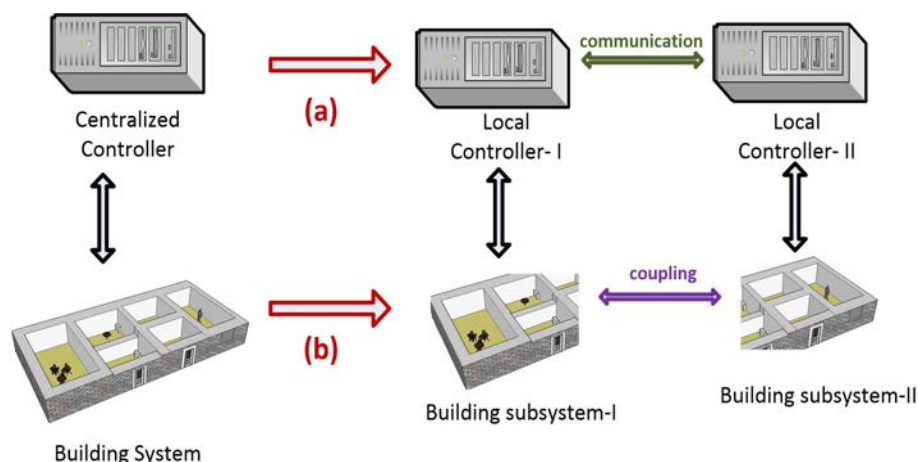 communication
(a)
Centralized
Controller
Local
Controller- I
Local
Controller- II
coupling
(b)
Building System
Building subsystem-I
Building subsystem-II